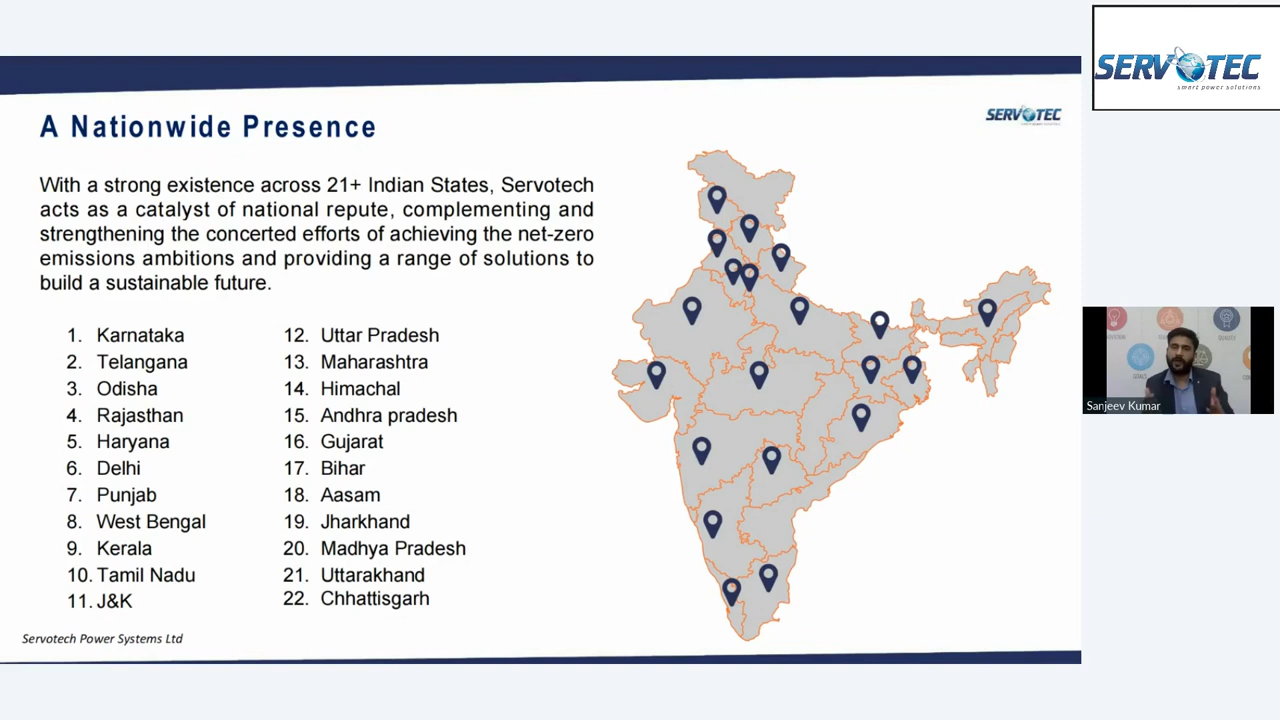 SERVOTEC
smart power solutions
A Nationwide Presence
SERVOTEC
With a strong existence across 21+ Indian States, Servotech
acts as a catalyst of national repute, complementing and
strengthening the concerted efforts of achieving the net-zero
emissions ambitions and providing a range of solutions to
build a sustainable future.
1. Karnataka
2. Telangana
3. Odisha
4. Rajasthan
5. Haryana
6. Delhi
7. Punjab
8. West Bengal
9. Kerala
10. Tamil Nadu
11. J&K
12. Uttar Pradesh
13. Maharashtra
14. Himachal
15. Andhra pradesh
16. Gujarat
17. Bihar
18. Aasam
19. Jharkhand
20. Madhya Pradesh
21. Uttarakhand
22. Chhattisgarh
Servotech Power Systems Ltd
Sanjeev Kumar